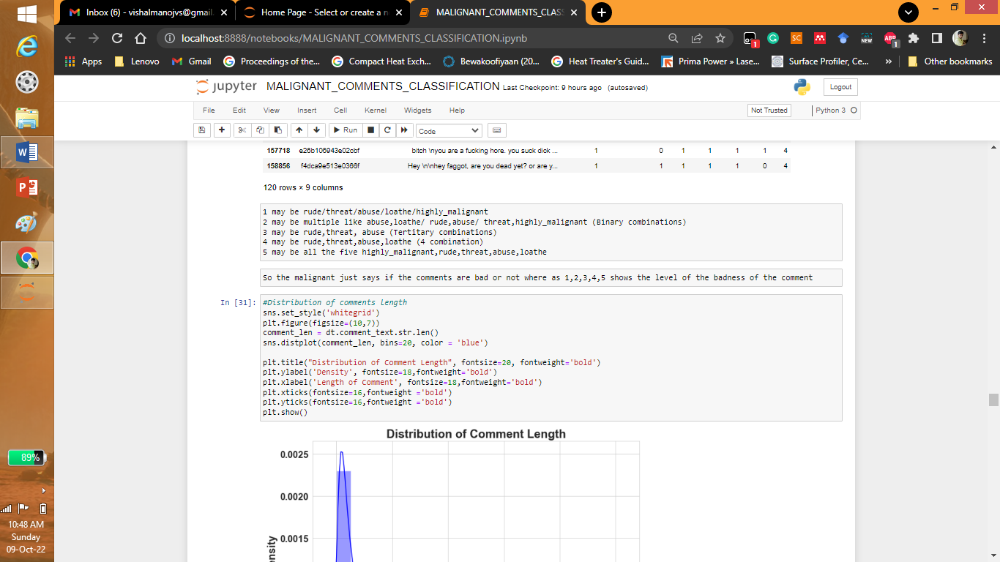 Inbox (6) - vishalmanojvs@gmail.
Home Page - Select or create a n
MALIGNANT_COMMENTS_CLASS
localhost:8888/notebooks/MALIGNANT_COMMENTS_CLASSIFICATION.ipynb
1
SC
NEW
ABP
1
Apps
Lenovo
Gmail
Proceedings of the...
Compact Heat Exch...
Bewakoofiyaan (20...
Heat Treater's Guid...
Prima Power » Lase...
Surface Profiler, Ce...
»
Other bookmarks
jupyter MALIGNANT_COMMENTS_CLASSIFICATION Last Checkpoint: 9 hours ago (autosaved)
Logout
File Edit View Insert Cell Kernel Widgets Help
Not Trusted
Python 3
Run
Code
157718 e26b106943e02cbf bitch \nyou are a fucking hore. you suck dick ... 1 0 1 1 1 1 4
158856 f4dca9e513e0366f Hey \n\nhey faggot, are you dead yet? or are y... 1 1 1 1 1 0 4
120 rows × 9 columns
1 may be rude/threat/abuse/loathe/highly_malignant
2 may be multiple like abuse,loathe/ rude,abuse/ threat,highly_malignant (Binary combinations)
3 may be rude,threat, abuse (Tertitary combinations)
4 may be rude,threat,abuse,loathe (4 combination)
5 may be all the five highly_malignant,rude,threat,abuse,loathe
So the malignant just says if the comments are bad or not where as 1,2,3,4,5 shows the level of the badness of the comment
In [31]:
#Distribution of comments length
sns.set_style('whitegrid')
plt.figure(figsize=(10,7))
comment_len = dt.comment_text.str.len()
sns.distplot(comment_len, bins=20, color = 'blue')
plt.title("Distribution of Comment Length", fontsize=20, fontweight='bold')
plt.ylabel('Density', fontsize=18,fontweight='bold')
plt.xlabel('Length of Comment', fontsize=18,fontweight='bold')
plt.xticks(fontsize=16,fontweight ='bold')
plt.yticks(fontsize=16,fontweight ='bold')
plt.show()
Distribution of Comment Length
0.0025
0.0020
0.0015
ensity
89%
10:48 AM
Sunday
09-Oct-22